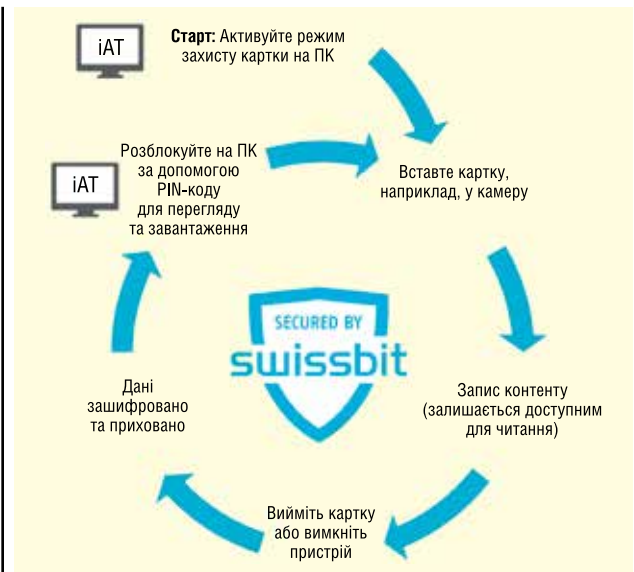 iAT
Старт: Активуйте режим
захисту картки на ПК
iAT
Розблокуйте на ПК
за допомогою
PIN-коду
для перегляду
та завантаження
Вставте картку,
наприклад, у камеру
SECURED BY
swissbit
Дані
зашифровано
та приховано
Запис контенту
(залишається доступним
для читання)
Вийміть картку
або вимкніть
пристрій